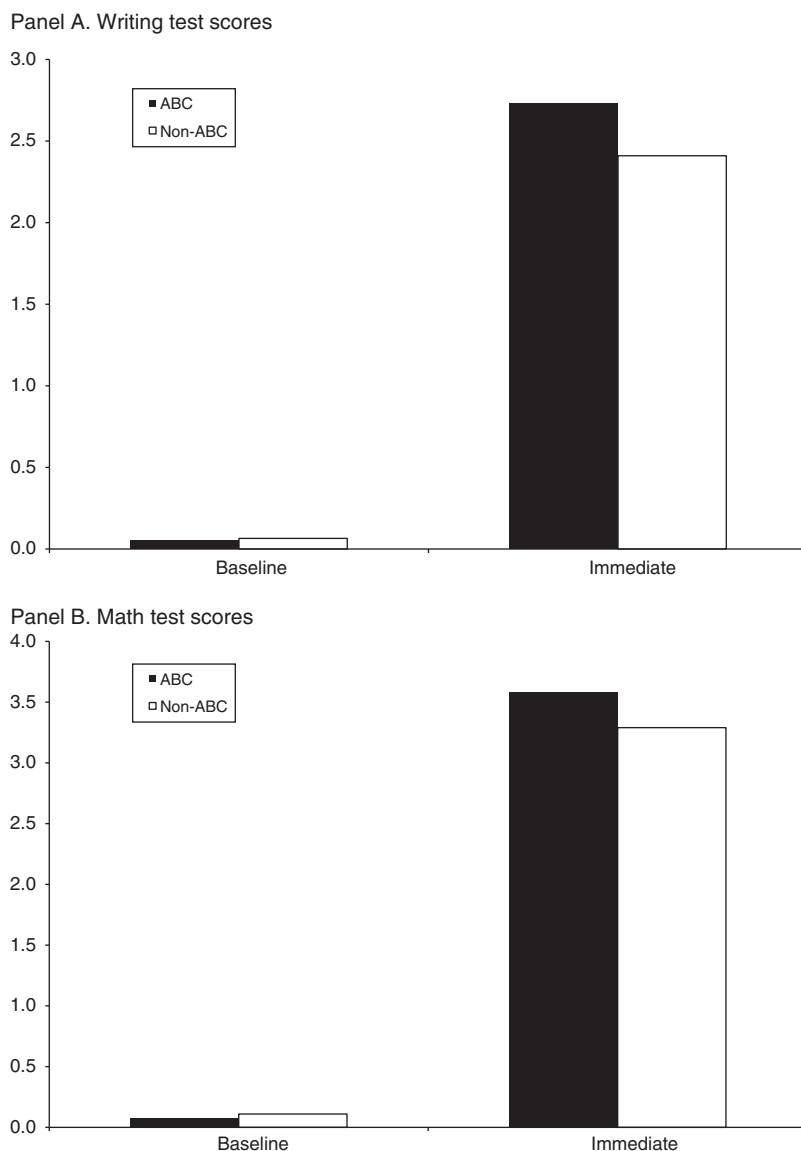 Panel A. Writing test scores
3.0
ABC
Non-ABC
2.5
2.0
1.5
1.0
0.5
0.0
Baseline Immediate
Panel B. Math test scores
4.0
ABC
Non-ABC
3.5
3.0
2.5
2.0
1.5
1.0
0.5
0.0
Baseline Immediate